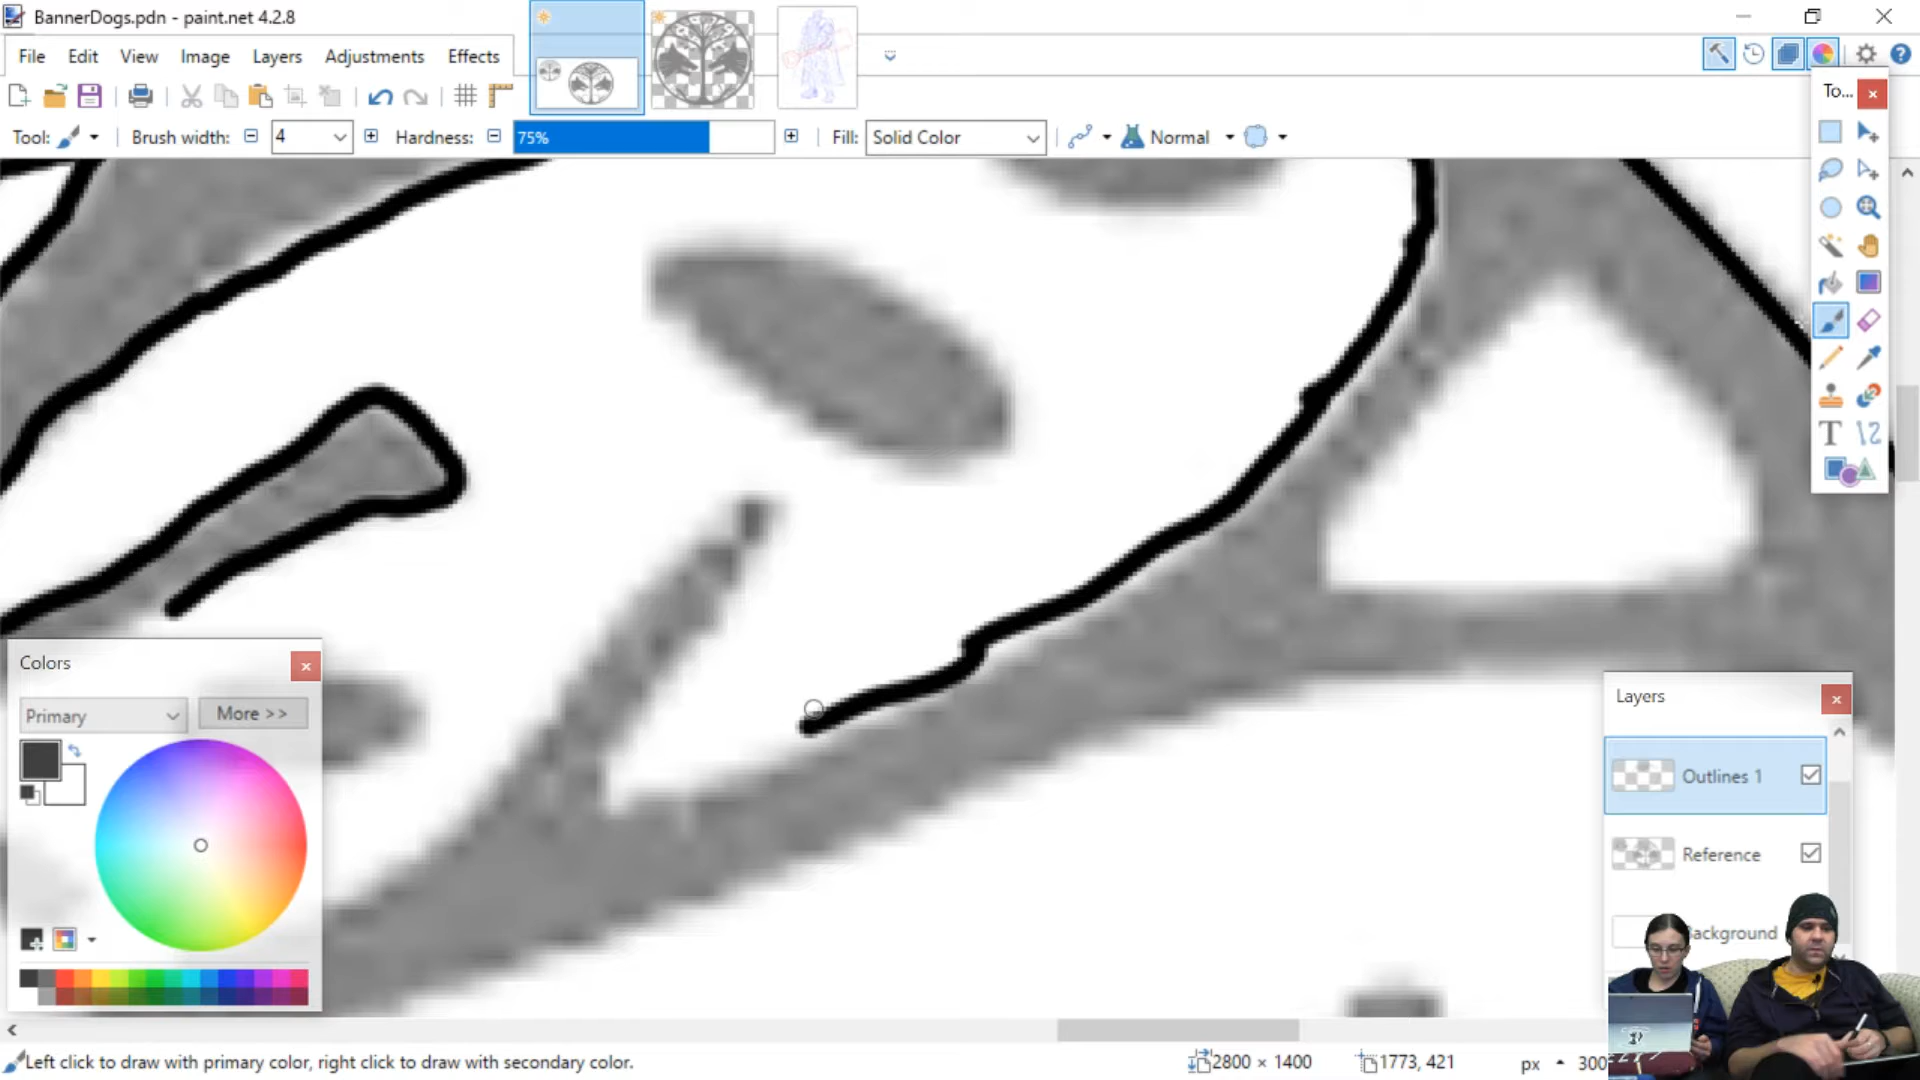 BannerDogs.pdn - paint.net 4.2.8
File Edit View Image Layers Adjustments Effects
Tool: Brush width: 4 Hardness: 75% Fill: Solid Color Normal
To...
Colors
Primary More >>
Layers
Outlines 1
Reference
Background
Left click to draw with primary color, right click to draw with secondary color. 2800 × 1400 1773, 421 px 300